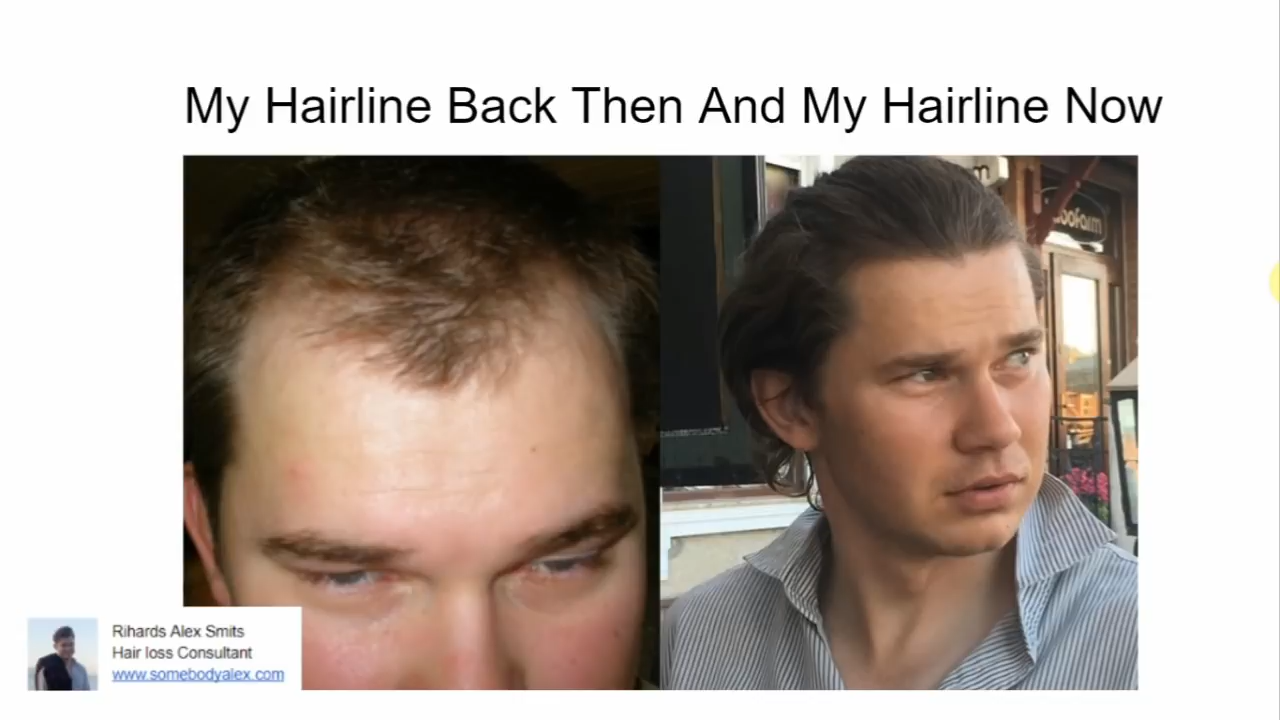 My Hairline Back Then And My Hairline Now
Rihards Alex Smits
Hair loss Consultant
www.somebodyalex.com